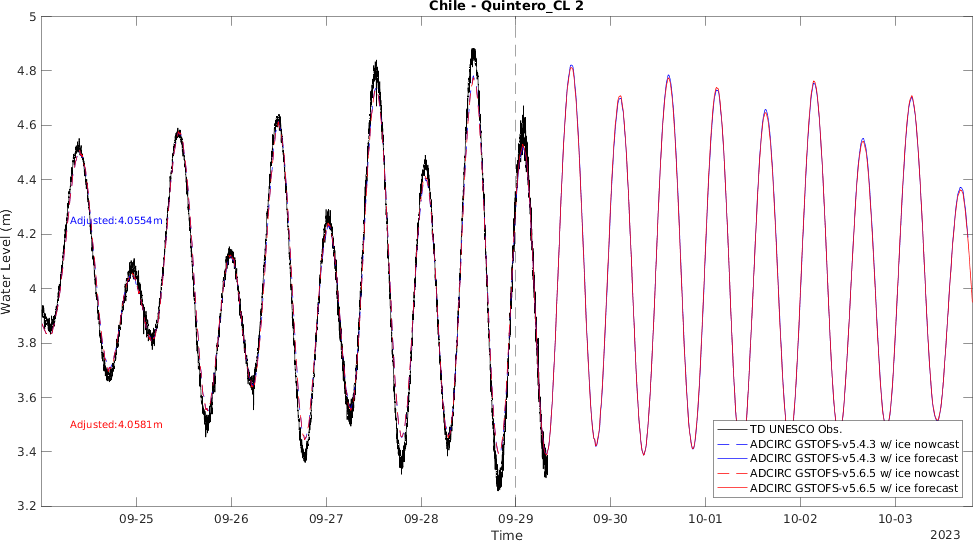 Chile - Quintero_CL 2
5
4.8
4.6
4.4
4.2
4
3.8
3.6
3.4
3.2
Water Level (m)
Adjusted:4.0554m
Adjusted:4.0581m
TD UNESCO Obs.
ADCIRC GSTOFS-v5.4.3 w/ ice nowcast
ADCIRC GSTOFS-v5.4.3 w/ ice forecast
ADCIRC GSTOFS-v5.6.5 w/ ice nowcast
ADCIRC GSTOFS-v5.6.5 w/ ice forecast
09-25 09-26 09-27 09-28 09-29 09-30 10-01 10-02 10-03
Time
2023